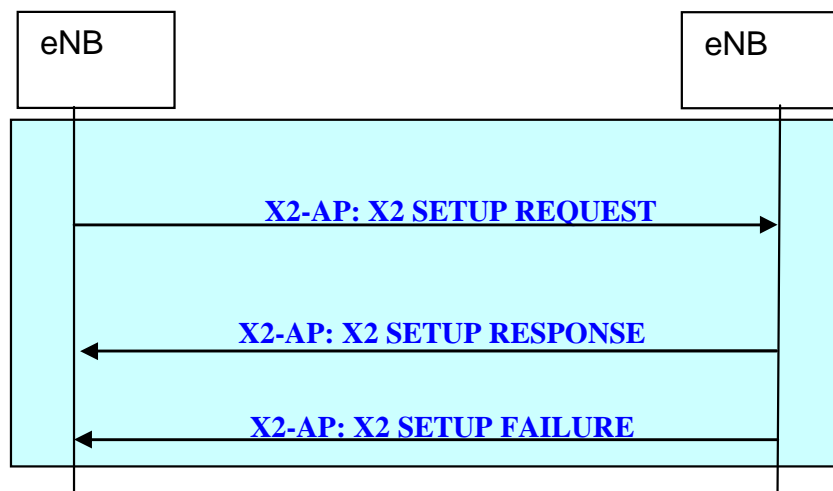 eNB
eNB
X2-AP: X2 SETUP REQUEST
X2-AP: X2 SETUP RESPONSE
X2-AP: X2 SETUP FAILURE